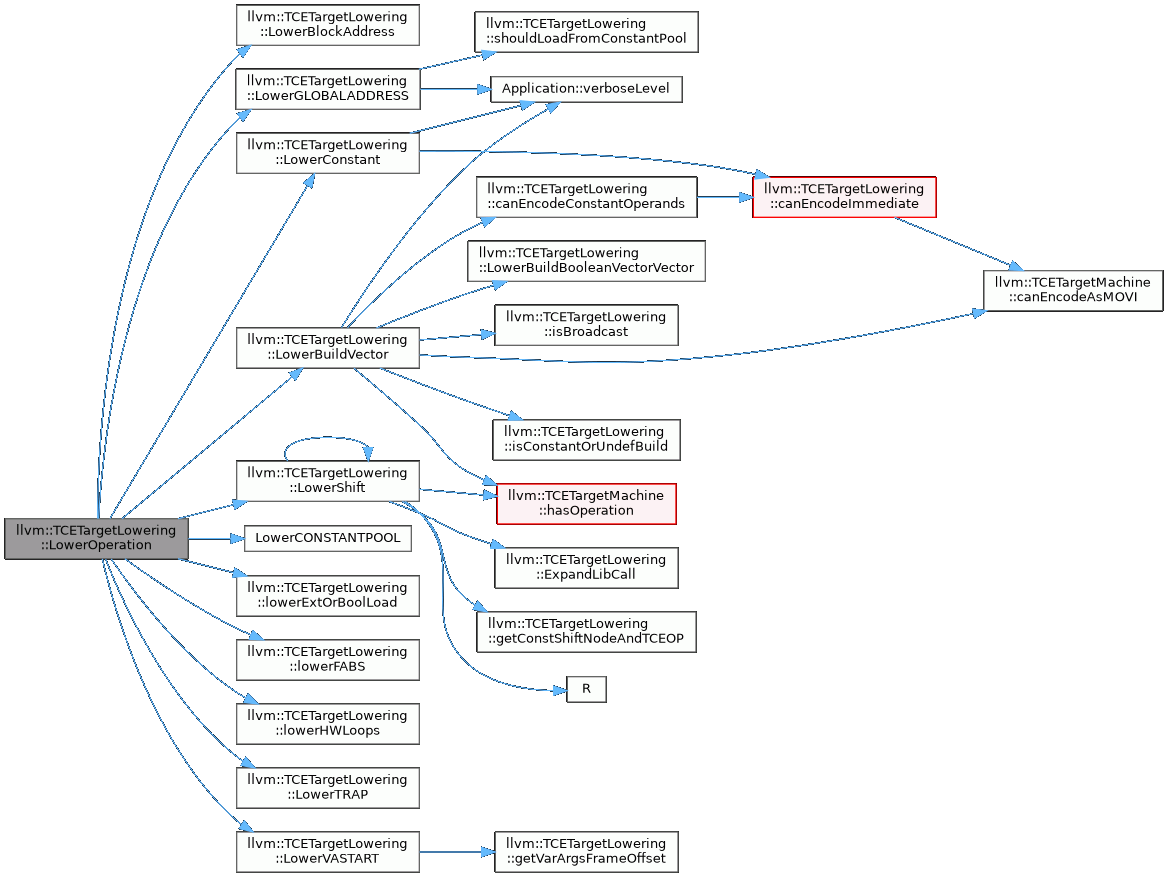 llvm::TCETargetLowering
::LowerOperation
llvm::TCETargetLowering
::LowerBlockAddress
llvm::TCETargetLowering
::LowerGLOBALADDRESS
llvm::TCETargetLowering
::shouldLoadFromConstantPool
Application::verboseLevel
llvm::TCETargetLowering
::LowerConstant
llvm::TCETargetLowering
::canEncodeImmediate
llvm::TCETargetMachine
::canEncodeAsMOVI
llvm::TCETargetLowering
::LowerBuildVector
llvm::TCETargetLowering
::canEncodeConstantOperands
llvm::TCETargetLowering
::LowerBuildBooleanVectorVector
llvm::TCETargetLowering
::isBroadcast
llvm::TCETargetLowering
::isConstantOrUndefBuild
llvm::TCETargetMachine
::hasOperation
llvm::TCETargetLowering
::LowerShift
llvm::TCETargetLowering
::ExpandLibCall
llvm::TCETargetLowering
::getConstShiftNodeAndTCEOP
R
LowerCONSTANTPOOL
llvm::TCETargetLowering
::lowerExtOrBoolLoad
llvm::TCETargetLowering
::lowerFABS
llvm::TCETargetLowering
::lowerHWLoops
llvm::TCETargetLowering
::LowerTRAP
llvm::TCETargetLowering
::LowerVASTART
llvm::TCETargetLowering
::getVarArgsFrameOffset